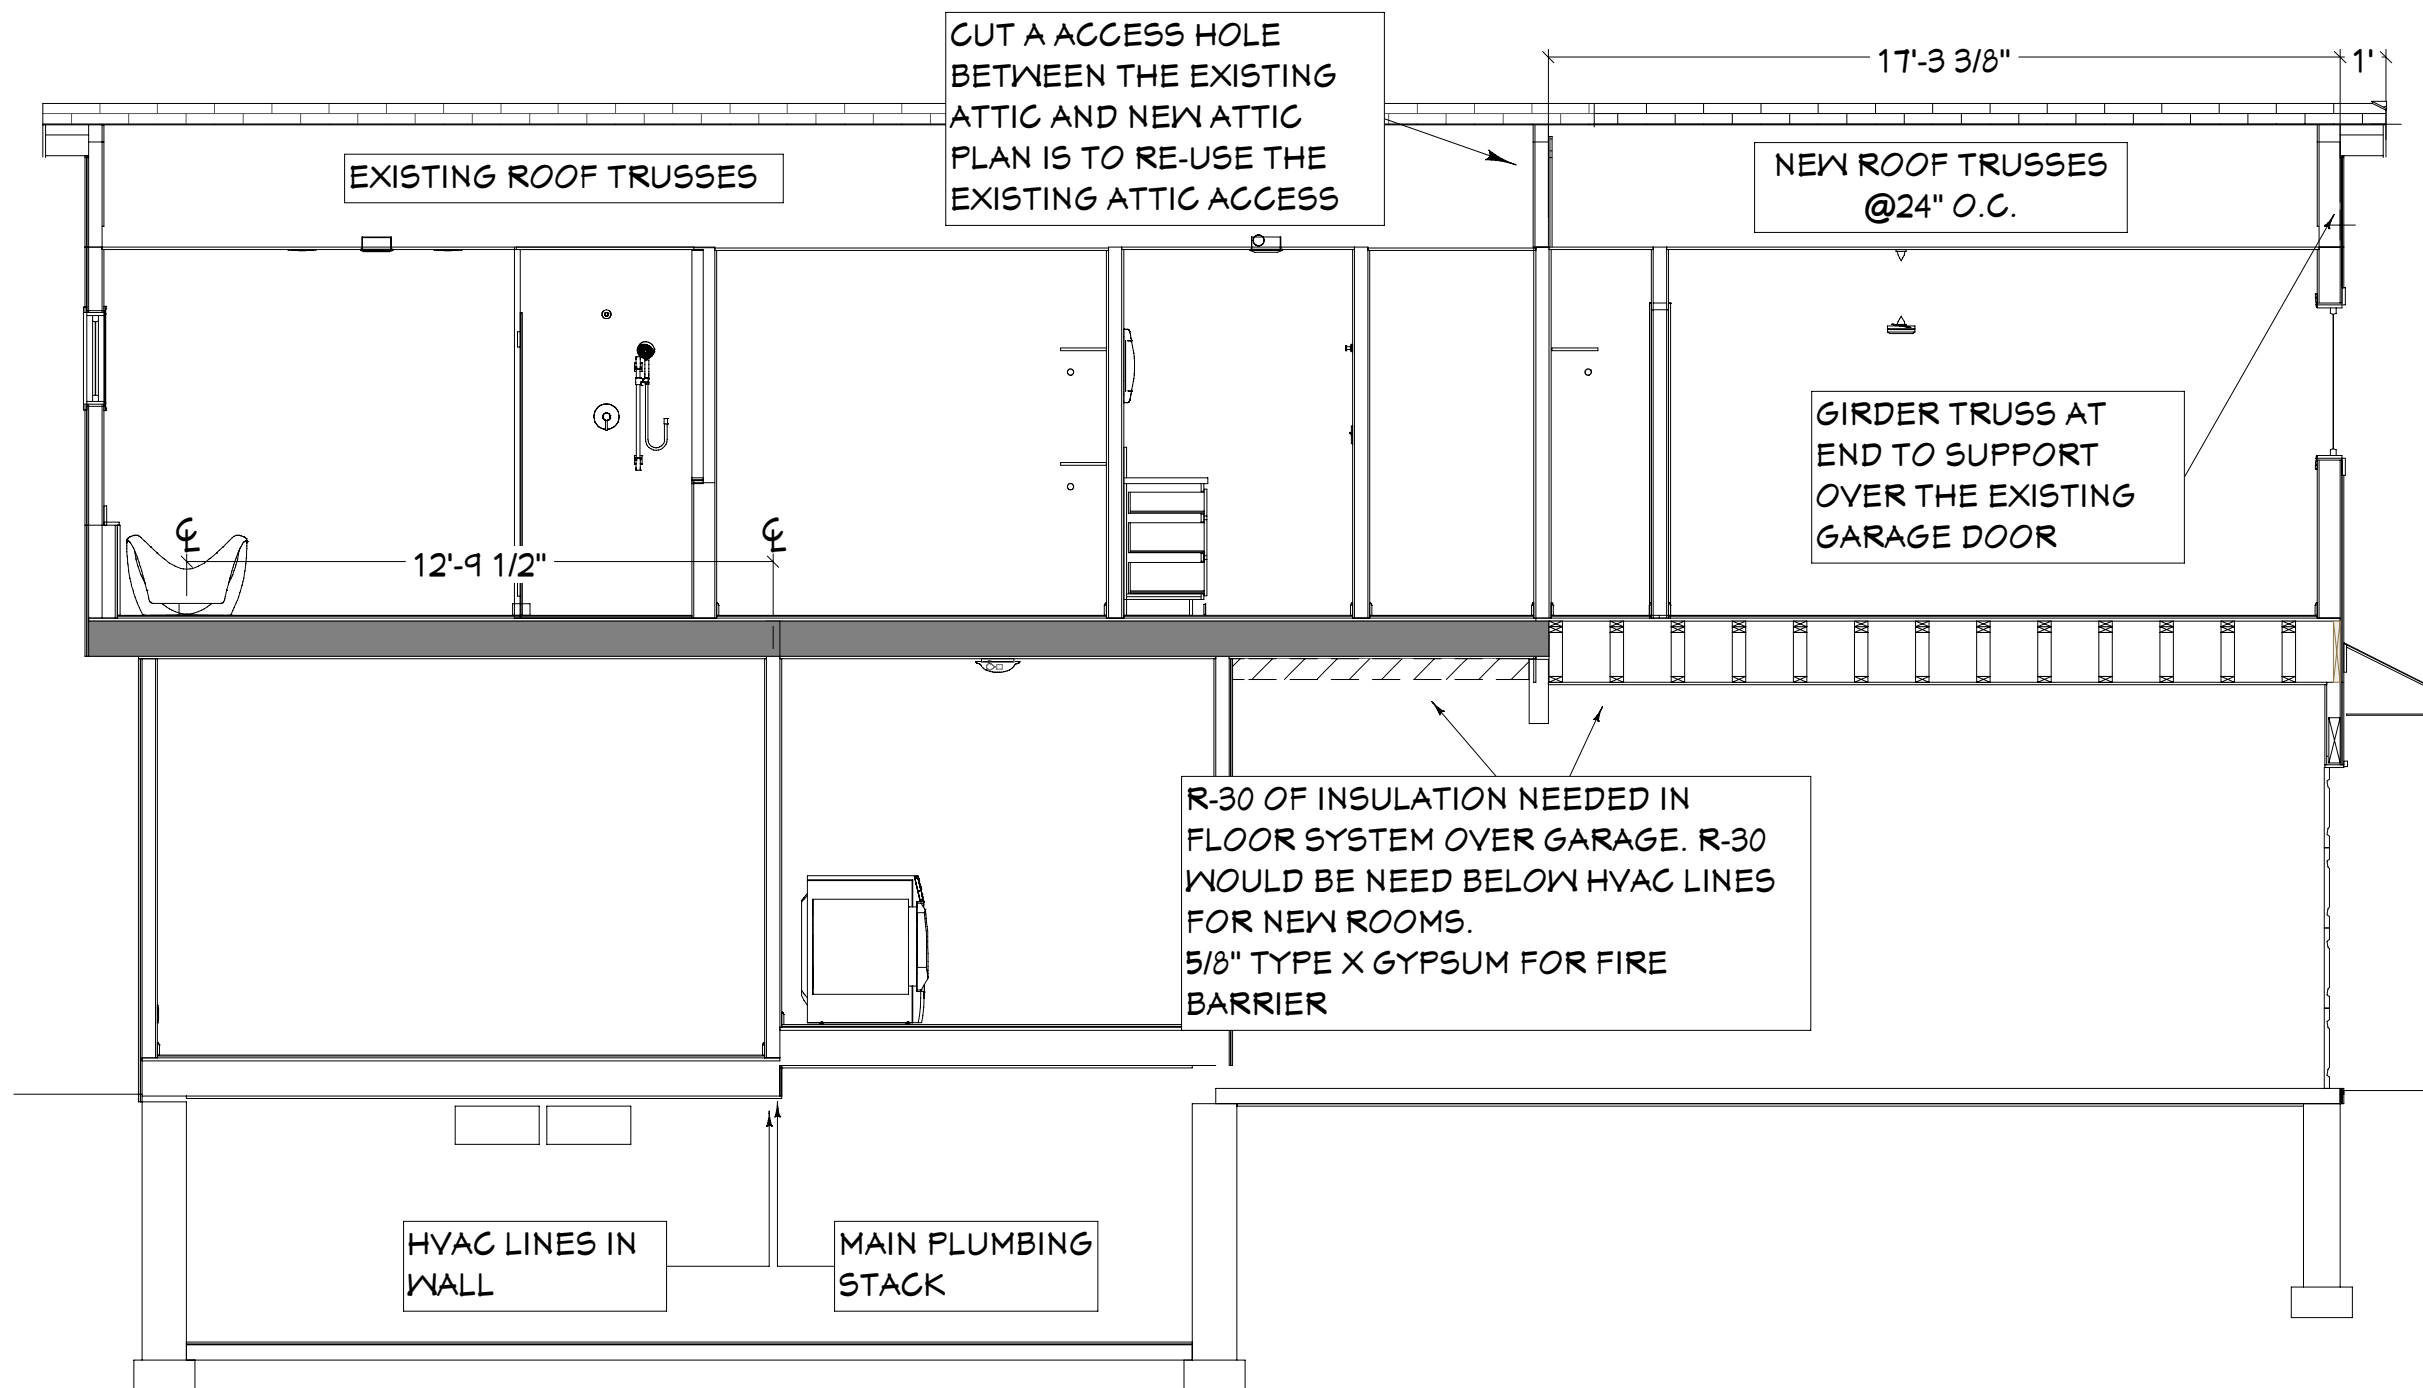 CUT A ACCESS HOLE
BETWEEN THE EXISTING
ATTIC AND NEW ATTIC
PLAN IS TO RE-USE THE
EXISTING ATTIC ACCESS
17'-3 3/8"
1'
EXISTING ROOF TRUSSES
NEW ROOF TRUSSES
@24" O.C.
GIRDER TRUSS AT
END TO SUPPORT
OVER THE EXISTING
GARAGE DOOR
℄
℄
12'-9 1/2"
R-30 OF INSULATION NEEDED IN
FLOOR SYSTEM OVER GARAGE. R-30
WOULD BE NEED BELOW HVAC LINES
FOR NEW ROOMS.
5/8" TYPE X GYPSUM FOR FIRE
BARRIER
HVAC LINES IN
WALL
MAIN PLUMBING
STACK